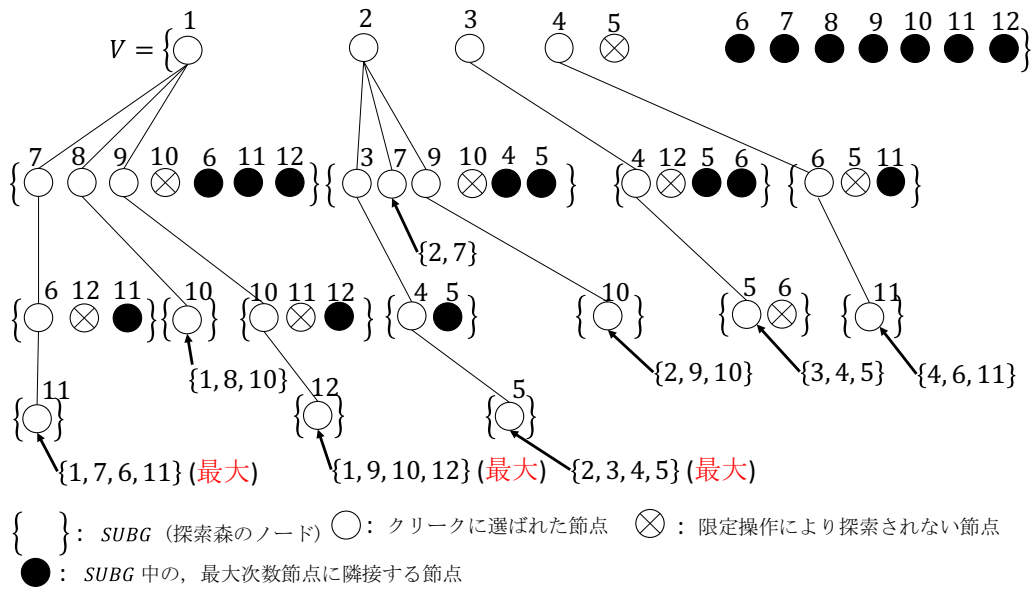 1 2 3 4 5 6 7 8 9 10 11 12
V = { }
7 8 9 10 6 11 12 3 7 9 10 4 5 4 12 5 6 6 5 11
{ } { } { } { }
{2, 7}
6 12 11 10 10 11 12 4 5 10 5 6 11
{ } { } { } { } { } { } { }
{1, 8, 10} {2, 9, 10} {3, 4, 5} {4, 6, 11}
11 12 5
{ } { } { }
{1, 7, 6, 11} (最大) {1, 9, 10, 12} (最大) {2, 3, 4, 5} (最大)
{ } : SUBG (探索森のノード) : クリークに選ばれた節点 : 限定操作により探索されない節点
: SUBG 中の,最大次数節点に隣接する節点